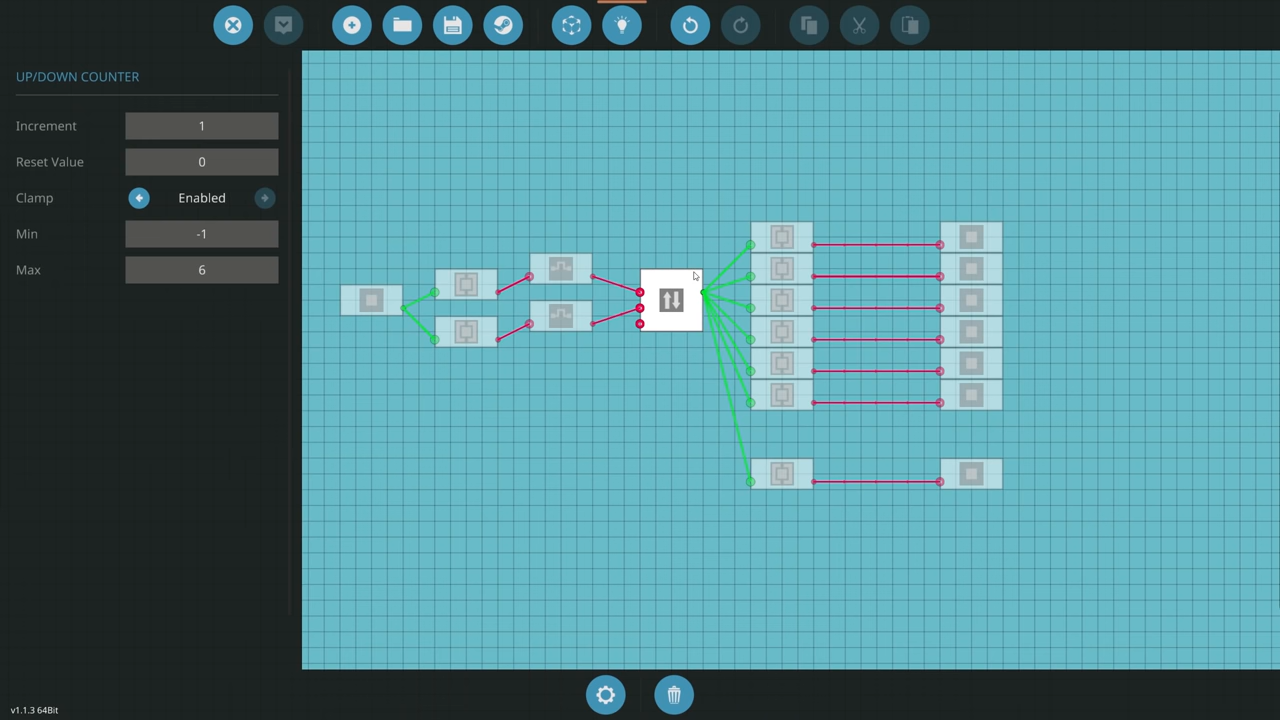 UP/DOWN COUNTER
Increment 1
Reset Value 0
Clamp Enabled
Min -1
Max 6
v1.1.3 64Bit